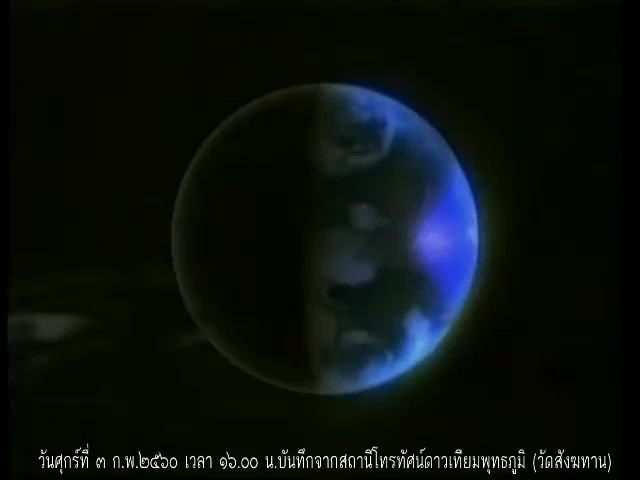 วันศุกร์ที่ ๓ ก.พ.๒๕๖๐ เวลา ๑๖.๐๐ น.บันทึกจากสถานีโทรทัศน์ดาวเทียมพุทธภูมิ (วัดสังฆทาน)